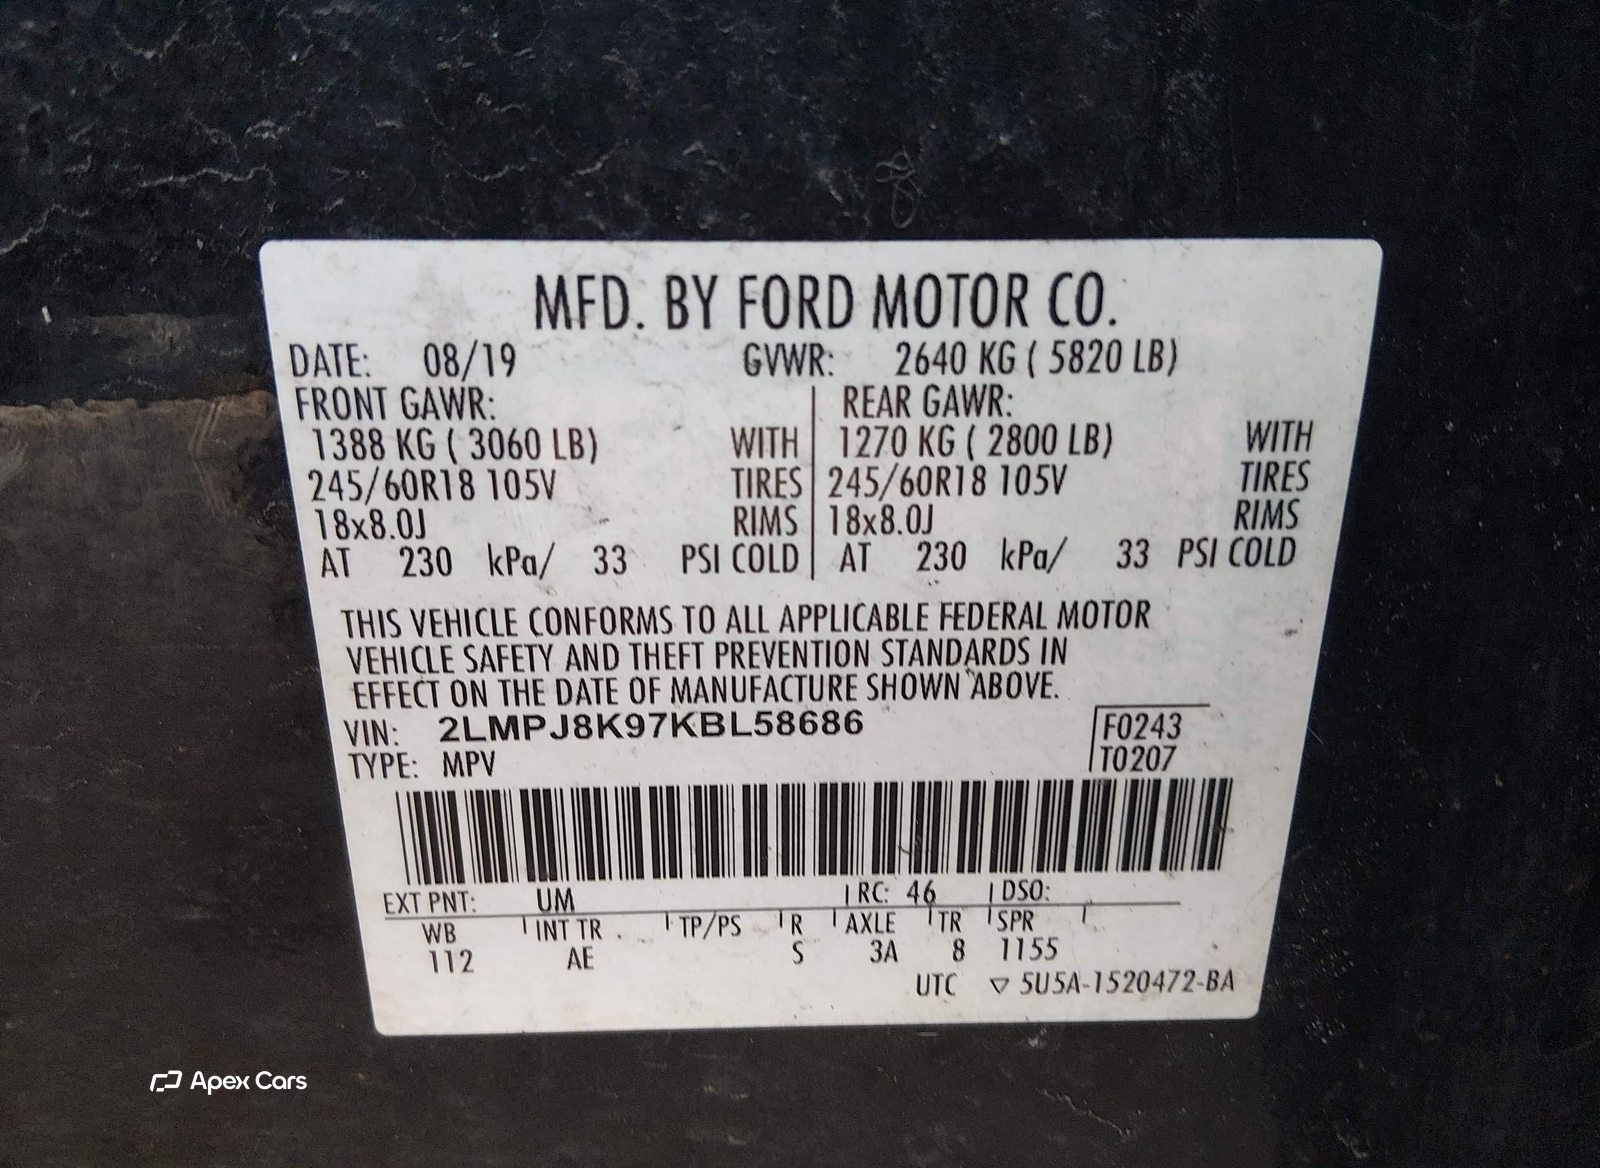 MFD. BY FORD MOTOR CO.
DATE: 08/19 GVWR: 2640 KG ( 5820 LB)
FRONT GAWR: REAR GAWR:
1388 KG ( 3060 LB) WITH 1270 KG ( 2800 LB) WITH
245/60R18 105V TIRES 245/60R18 105V TIRES
18x8.0J RIMS 18x8.0J RIMS
AT 230 kPa/ 33 PSI COLD AT 230 kPa/ 33 PSI COLD
THIS VEHICLE CONFORMS TO ALL APPLICABLE FEDERAL MOTOR
VEHICLE SAFETY AND THEFT PREVENTION STANDARDS IN
EFFECT ON THE DATE OF MANUFACTURE SHOWN ABOVE.
VIN: 2LMPJ8K97KBL58686 F0243
TYPE: MPV T0207
EXT PNT: UM RC: 46 DSO:
WB INT TR TP/PS R AXLE TR SPR
112 AE S 3A 8 1155
UTC ▽ 5U5A-1520472-BA
Apex Cars